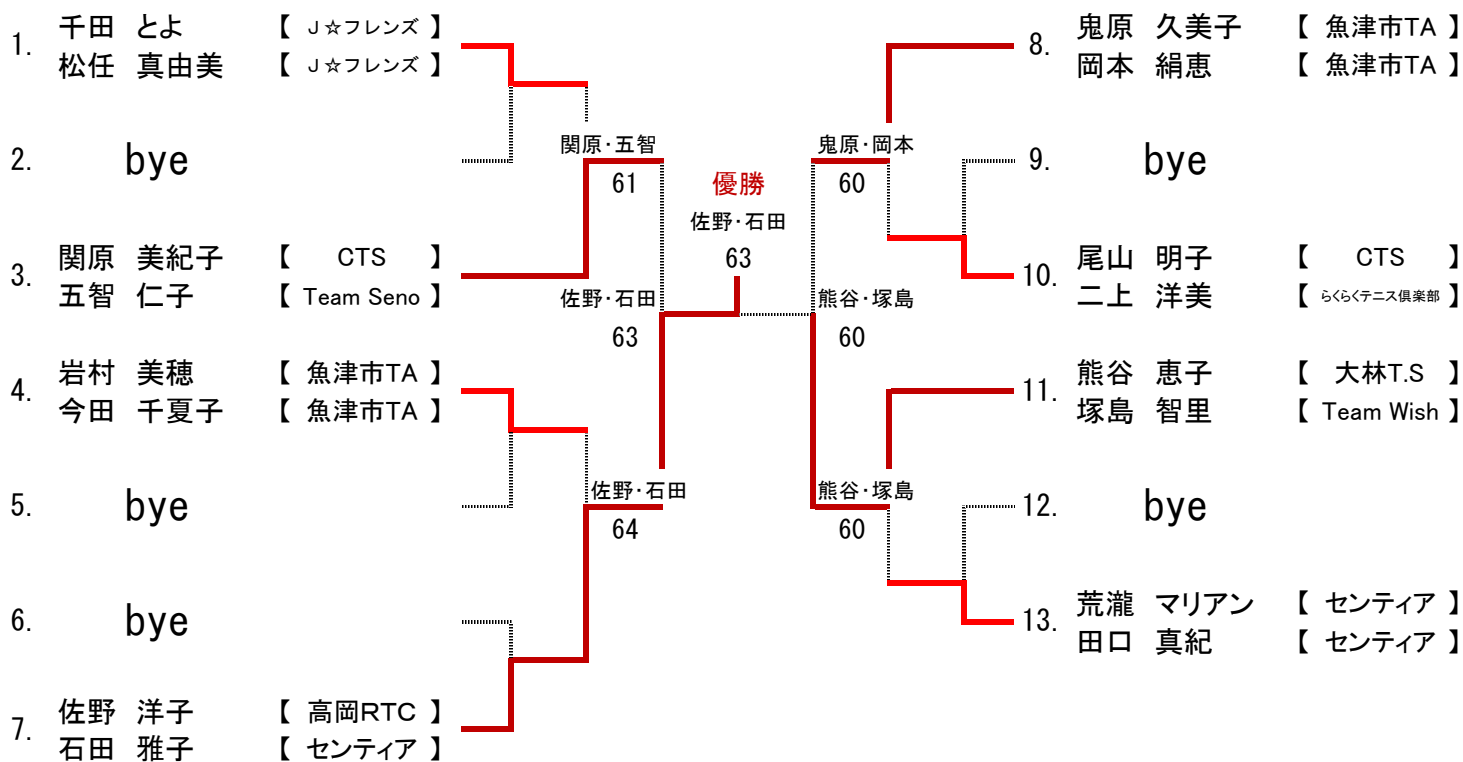 1.
千田 とよ 【 J☆フレンズ 】
松任 真由美 【 J☆フレンズ 】
2. bye
3.
関原 美紀子 【 CTS 】
五智 仁子 【 Team Seno 】
4.
岩村 美穂 【 魚津市TA 】
今田 千夏子 【 魚津市TA 】
5. bye
6. bye
7.
佐野 洋子 【 高岡RTC 】
石田 雅子 【 センティア 】
関原・五智
61
佐野・石田
63
佐野・石田
64
優勝
佐野・石田
63
鬼原・岡本
60
熊谷・塚島
60
熊谷・塚島
60
8.
鬼原 久美子 【 魚津市TA 】
岡本 絹恵 【 魚津市TA 】
9. bye
10.
尾山 明子 【 CTS 】
二上 洋美 【 らくらくテニス倶楽部 】
11.
熊谷 恵子 【 大林T.S 】
塚島 智里 【 Team Wish 】
12. bye
13.
荒瀧 マリアン 【 センティア 】
田口 真紀 【 センティア 】